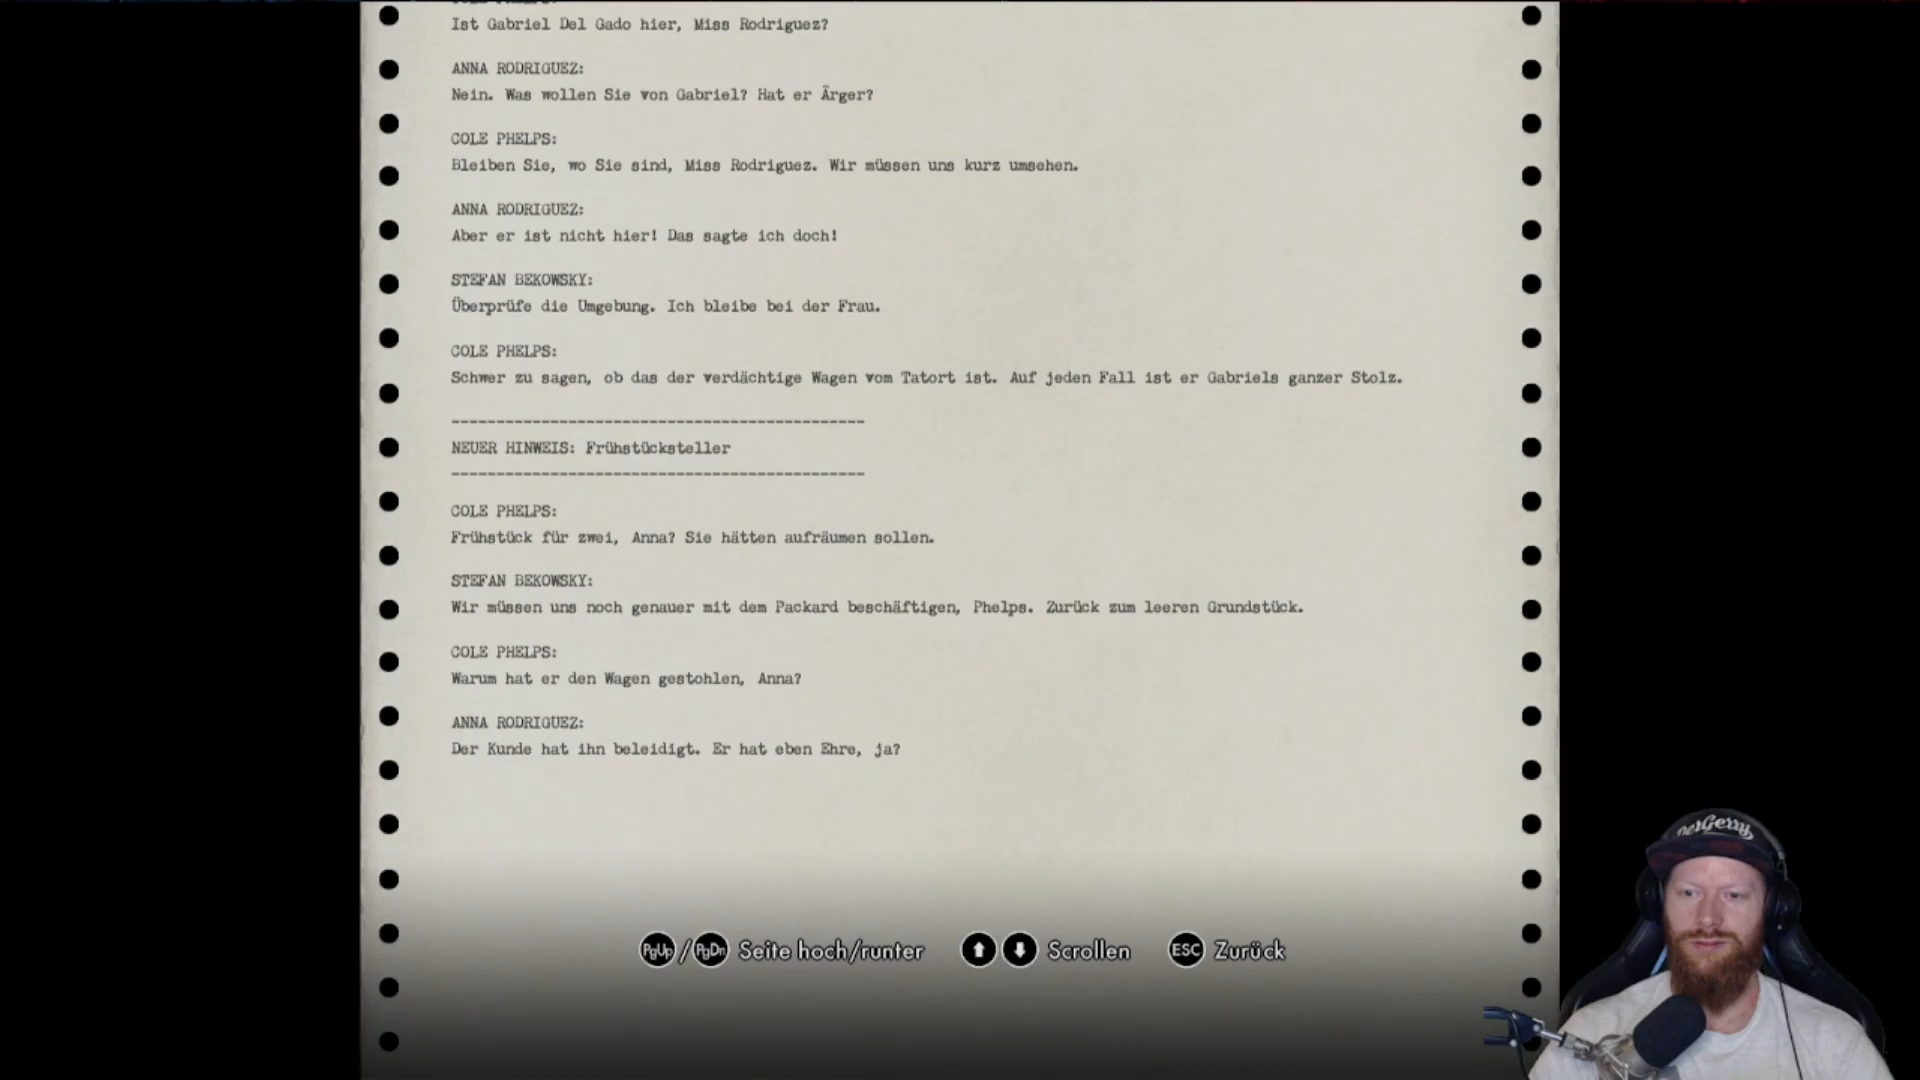 COLE PHELPS:
Ist Gabriel Del Gado hier, Miss Rodriguez?
ANNA RODRIGUEZ:
Nein. Was wollen Sie von Gabriel? Hat er Ärger?
COLE PHELPS:
Bleiben Sie, wo Sie sind, Miss Rodriguez. Wir müssen uns kurz umsehen.
ANNA RODRIGUEZ:
Aber er ist nicht hier! Das sagte ich doch!
STEFAN BEKOWSKY:
Überprüfe die Umgebung. Ich bleibe bei der Frau.
COLE PHELPS:
Schwer zu sagen, ob das der verdächtige Wagen vom Tatort ist. Auf jeden Fall ist er Gabriels ganzer Stolz.
----------------------------------------------
NEUER HINWEIS: Frühstücksteller
----------------------------------------------
COLE PHELPS:
Frühstück für zwei, Anna? Sie hätten aufräumen sollen.
STEFAN BEKOWSKY:
Wir müssen uns noch genauer mit dem Packard beschäftigen, Phelps. Zurück zum leeren Grundstück.
COLE PHELPS:
Warum hat er den Wagen gestohlen, Anna?
ANNA RODRIGUEZ:
Der Kunde hat ihn beleidigt. Er hat eben Ehre, ja?
PgUp/PgDn Seite hoch/runter ⬆ ⬇ Scrollen ESC Zurück
DerGerry